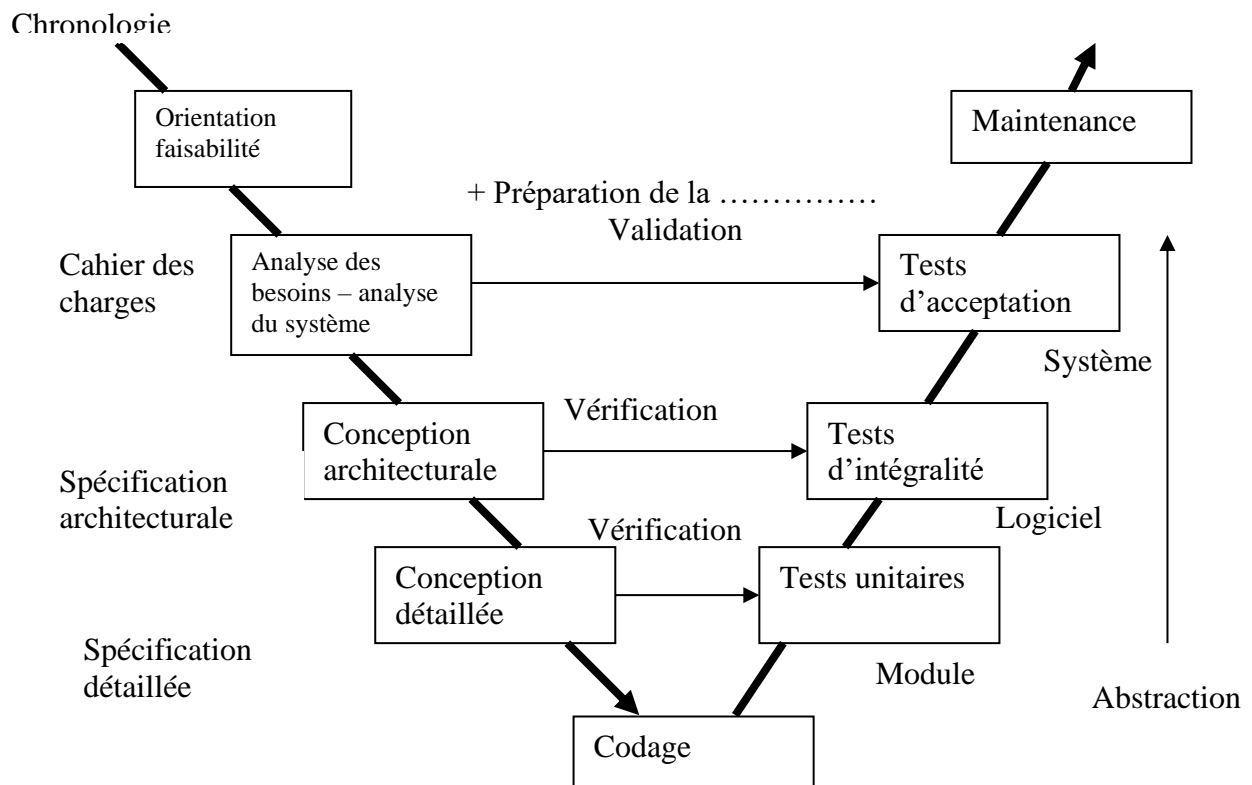 Chronologie
Orientation
faisabilité
Maintenance
+ Préparation de la ……………
Validation
Cahier des
charges
Analyse des
besoins – analyse
du système
Tests
d’acceptation
Système
Vérification
Conception
architecturale
Tests
d’intégralité
Spécification
architecturale
Logiciel
Vérification
Conception
détaillée
Tests unitaires
Spécification
détaillée
Module
Abstraction
Codage